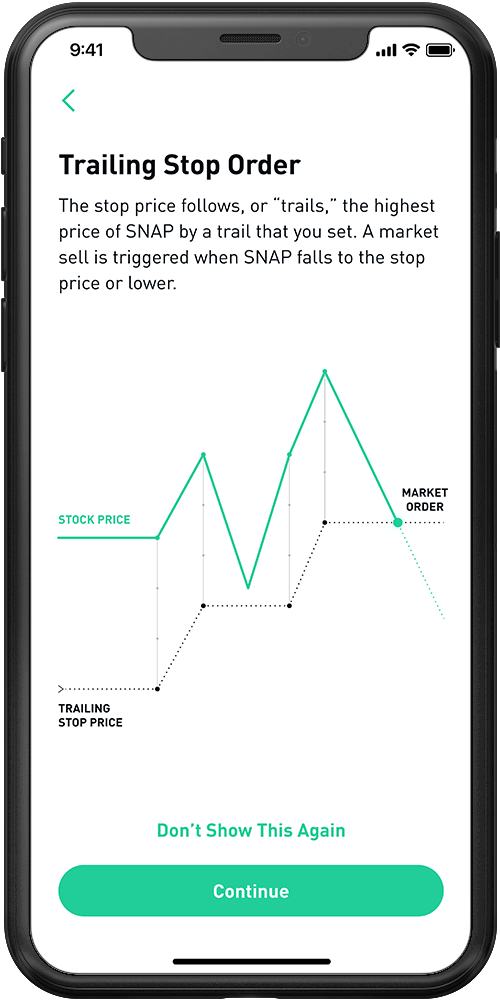 9:41
Trailing Stop Order
The stop price follows, or “trails,” the highest
price of SNAP by a trail that you set. A market
sell is triggered when SNAP falls to the stop
price or lower.
MARKET
ORDER
STOCK PRICE
TRAILING
STOP PRICE
Don’t Show This Again
Continue